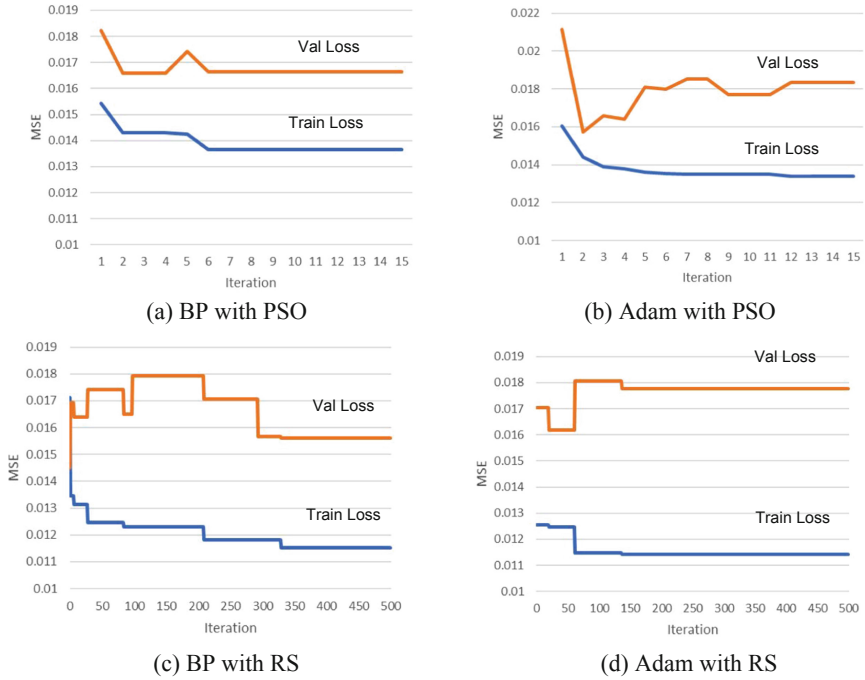 0.019
0.018
0.017
0.016
0.015
0.014
0.013
0.012
0.011
0.01
MSE
Val Loss
Train Loss
1 2 3 4 5 6 7 8 9 10 11 12 13 14 15
Iteration
(a) BP with PSO
0.022
0.02
0.018
0.016
0.014
0.012
0.01
MSE
Val Loss
Train Loss
1 2 3 4 5 6 7 8 9 10 11 12 13 14 15
Iteration
(b) Adam with PSO
0.019
0.018
0.017
0.016
0.015
0.014
0.013
0.012
0.011
0.01
MSE
Val Loss
Train Loss
0 50 100 150 200 250 300 350 400 450 500
Iteration
(c) BP with RS
0.019
0.018
0.017
0.016
0.015
0.014
0.013
0.012
0.011
0.01
MSE
Val Loss
Train Loss
0 50 100 150 200 250 300 350 400 450 500
Iteration
(d) Adam with RS